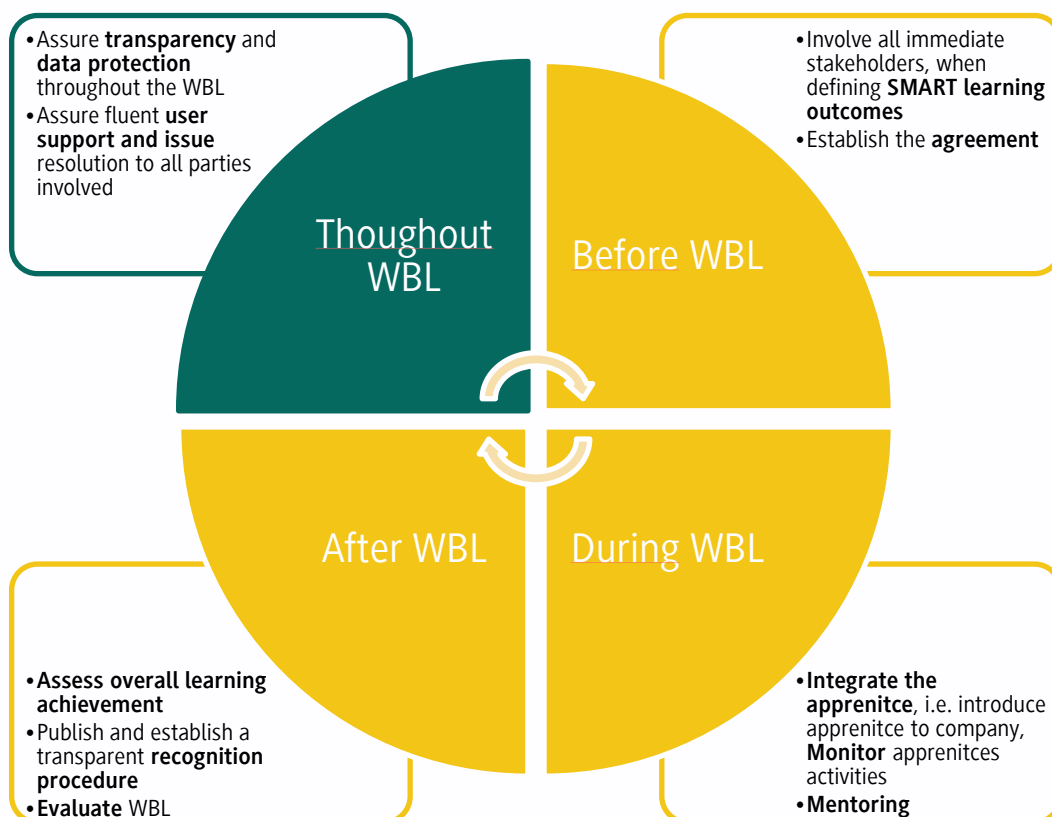 •Assure transparency and
data protection
throughout the WBL
•Assure fluent user
support and issue
resolution to all parties
involved
•Involve all immediate
stakeholders, when
defining SMART learning
outcomes
•Establish the agreement
Thoughout
WBL
Before WBL
After WBL
During WBL
•Assess overall learning
achievement
•Publish and establish a
transparent recognition
procedure
•Evaluate WBL
•Integrate the
apprenitce, i.e. introduce
apprenitce to company,
Monitor apprenitces
activities
•Mentoring